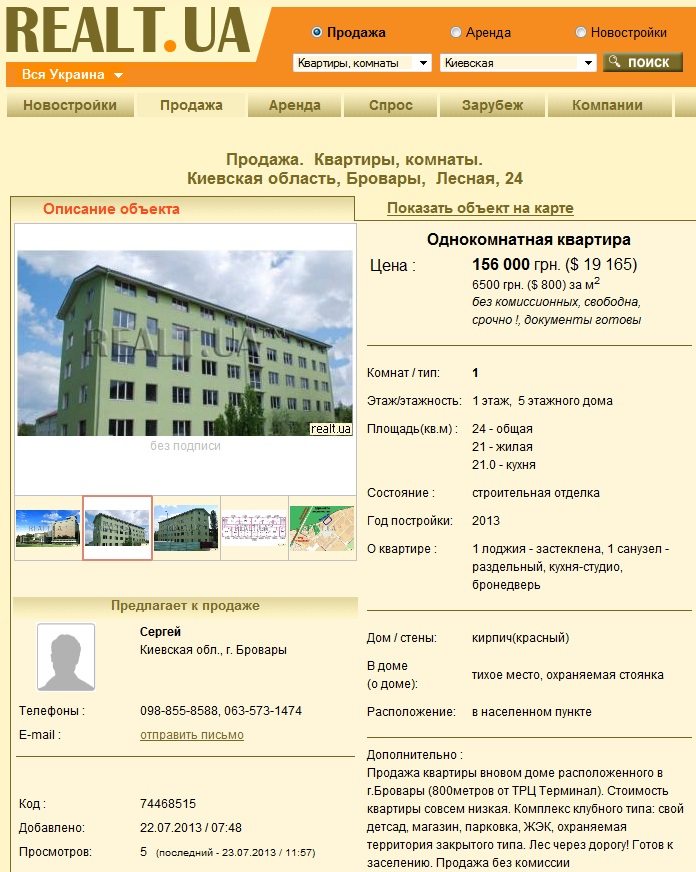 REALT.UA
Вся Украина
Продажа
Аренда
Новостройки
Квартиры, комнаты
Киевская
поиск
Новостройки
Продажа
Аренда
Спрос
Зарубеж
Компании
Продажа. Квартиры, комнаты.
Киевская область, Бровары, Лесная, 24
Описание объекта
Показать объект на карте
REALT.UA
realt.ua
без подписи
Однокомнатная квартира
Цена : 156 000 грн. ($ 19 165)
6500 грн. ($ 800) за м2
без комиссионных, свободна,
срочно !, документы готовы
Комнат / тип: 1
Этаж/этажность: 1 этаж, 5 этажного дома
Площадь(кв.м) : 24 - общая
21 - жилая
21.0 - кухня
Состояние : строительная отделка
Год постройки: 2013
О квартире : 1 лоджия - застеклена, 1 санузел -
раздельный, кухня-студио,
бронедверь
Дом / стены: кирпич(красный)
В доме
(о доме): тихое место, охраняемая стоянка
Расположение: в населенном пункте
Дополнительно :
Продажа квартиры вновом доме расположенного в
г.Бровары (800метров от ТРЦ Терминал). Стоимость
квартиры совсем низкая. Комплекс клубного типа: свой
детсад, магазин, парковка, ЖЭК, охраняемая
территория закрытого типа. Лес через дорогу! Готов к
заселению. Продажа без комиссии
Предлагает к продаже
Сергей
Киевская обл., г. Бровары
Телефоны : 098-855-8588, 063-573-1474
E-mail : отправить письмо
Код : 74468515
Добавлено: 22.07.2013 / 07:48
Просмотров: 5 (последний - 23.07.2013 / 11:57)